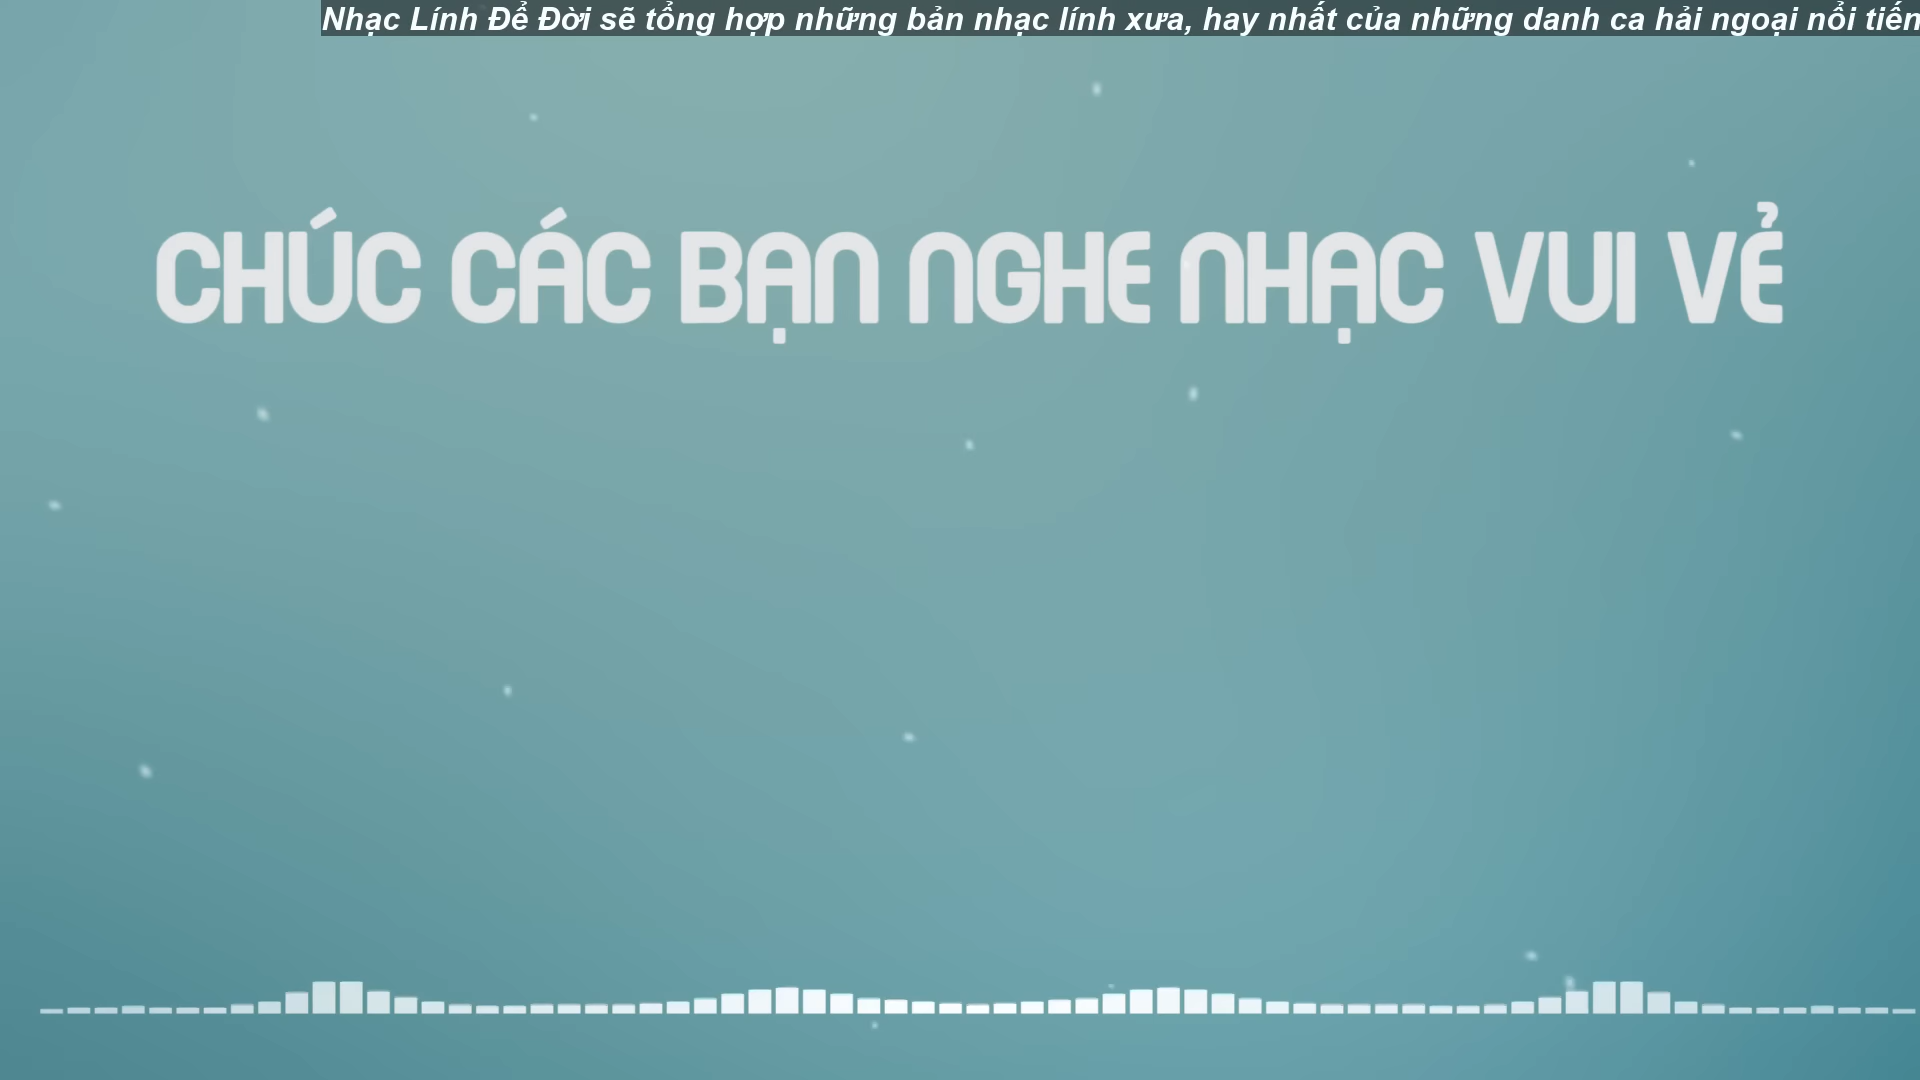 Nhạc Lính Để Đời sẽ tổng hợp những bản nhạc lính xưa, hay nhất của những danh ca hải ngoại nổi
CHÚC CÁC BẠN NGHE NHẠC VUI VẺ